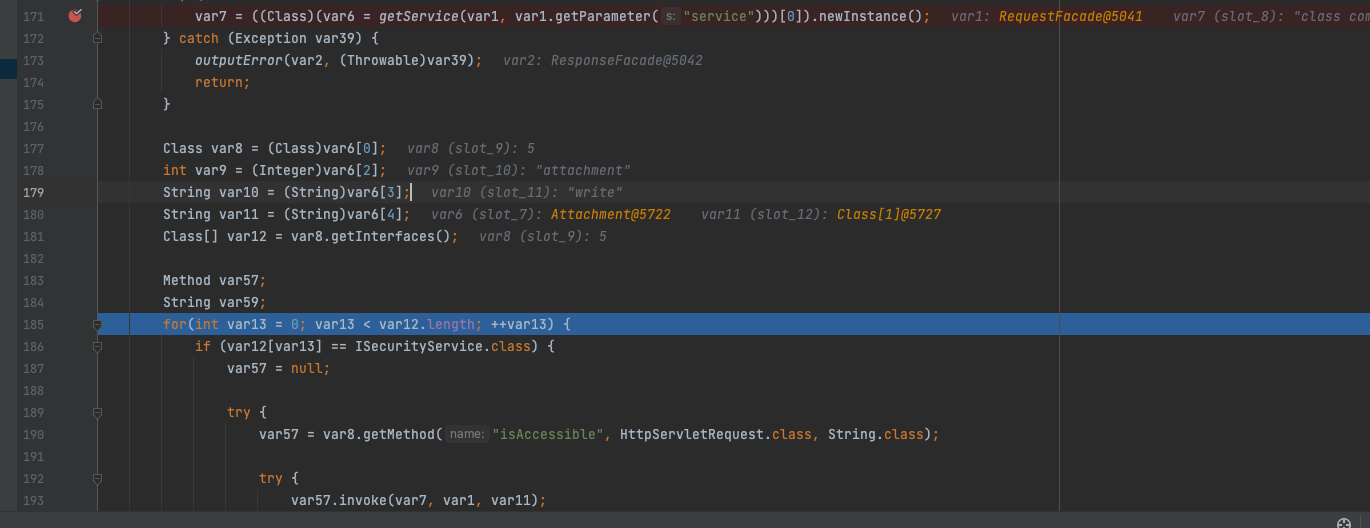 171 var7 = ((Class)(var6 = getService(var1, var1.getParameter( s: "service")))[0]).newInstance(); var1: RequestFacade@5041 var7 (slot_8): "class com
172 } catch (Exception var39) {
173 outputError(var2, (Throwable)var39); var2: ResponseFacade@5042
174 return;
175 }
176
177 Class var8 = (Class)var6[0]; var8 (slot_9): 5
178 int var9 = (Integer)var6[2]; var9 (slot_10): "attachment"
179 String var10 = (String)var6[3]; var10 (slot_11): "write"
180 String var11 = (String)var6[4]; var6 (slot_7): Attachment@5722 var11 (slot_12): Class[1]@5727
181 Class[] var12 = var8.getInterfaces(); var8 (slot_9): 5
182
183 Method var57;
184 String var59;
185 for(int var13 = 0; var13 < var12.length; ++var13) {
186 if (var12[var13] == ISecurityService.class) {
187 var57 = null;
188
189 try {
190 var57 = var8.getMethod( name: "isAccessible", HttpServletRequest.class, String.class);
191
192 try {
193 var57.invoke(var7, var1, var11);